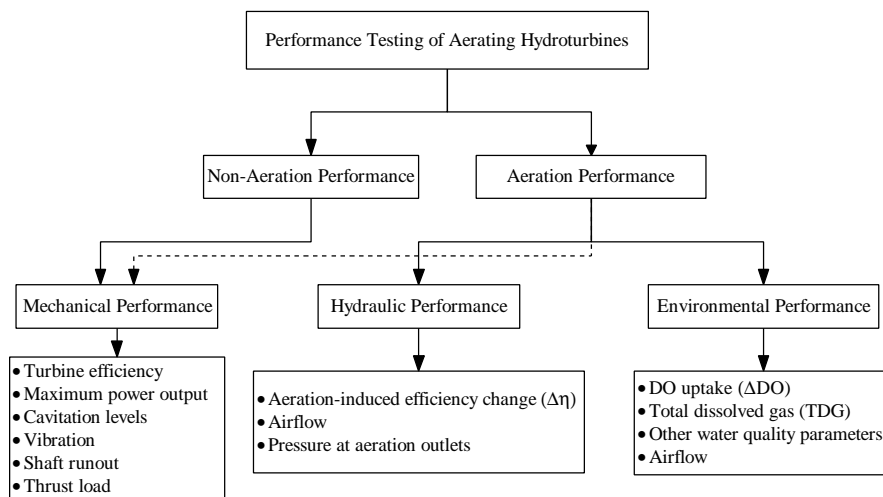 Performance Testing of Aerating Hydroturbines
Non-Aeration Performance
Aeration Performance
Mechanical Performance
Hydraulic Performance
Environmental Performance
• Turbine efficiency
• Maximum power output
• Cavitation levels
• Vibration
• Shaft runout
• Thrust load
• Aeration-induced efficiency change (Δη)
• Airflow
• Pressure at aeration outlets
• DO uptake (ΔDO)
• Total dissolved gas (TDG)
• Other water quality parameters
• Airflow